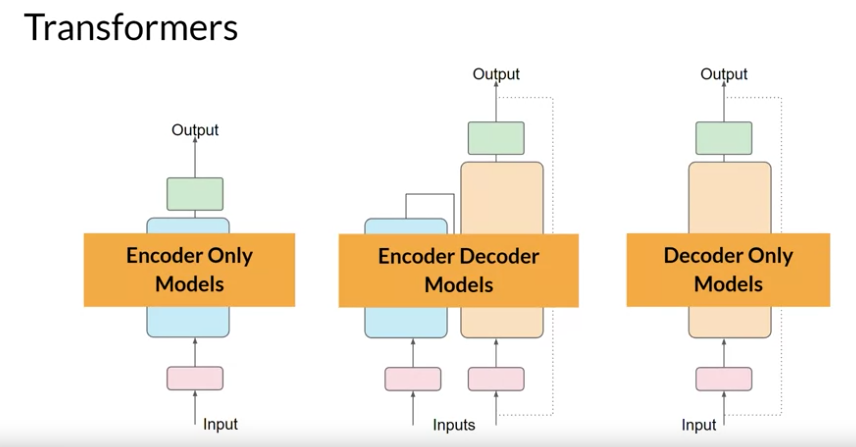 Transformers
Output
Output
Output
Encoder Only
Models
Encoder Decoder
Models
Decoder Only
Models
Input
Inputs
Input